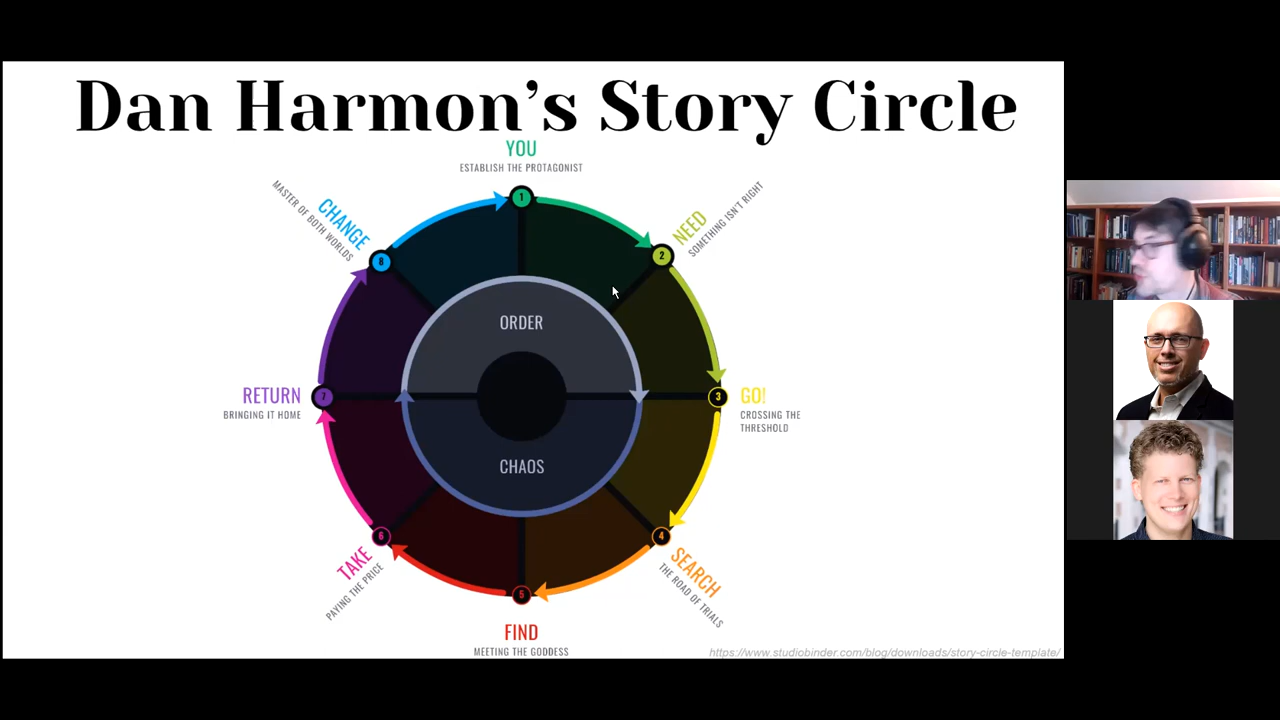 Dan Harmon's Story Circle
YOU
ESTABLISH THE PROTAGONIST
1
NEED
SOMETHING ISN'T RIGHT
2
GO!
CROSSING THE
THRESHOLD
3
SEARCH
THE ROAD OF TRIALS
4
FIND
MEETING THE GODDESS
5
TAKE
PAYING THE PRICE
6
RETURN
BRINGING IT HOME
7
CHANGE
MASTER OF BOTH WORLDS
8
ORDER
CHAOS
https://www.studiobinder.com/blog/downloads/story-circle-template/